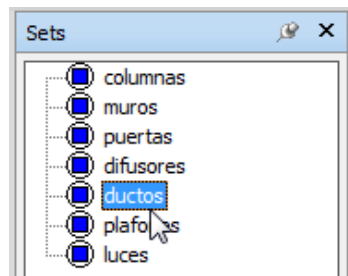 Sets
columnas
muros
puertas
difusores
ductos
luces